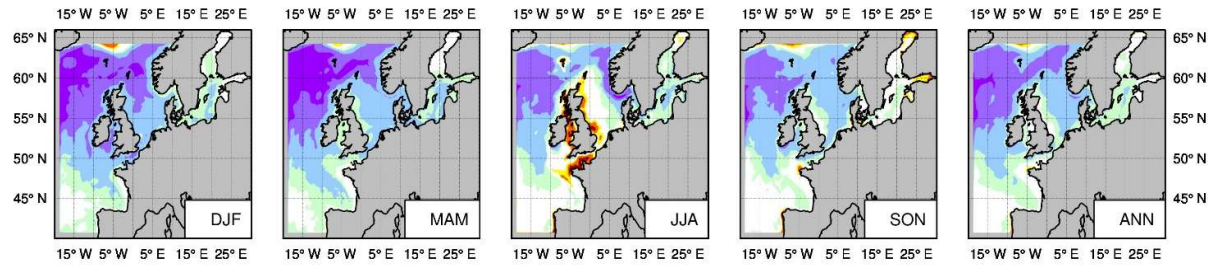 15° W 5° W 5° E 15° E 25° E 15° W 5° W 5° E 15° E 25° E 15° W 5° W 5° E 15° E 25° E 15° W 5° W 5° E 15° E 25° E 15° W 5° W 5° E 15° E 25° E
65° N 65° N
60° N 60° N
55° N 55° N
50° N 50° N
45° N 45° N
DJF MAM JJA SON ANN
15° W 5° W 5° E 15° E 25° E 15° W 5° W 5° E 15° E 25° E 15° W 5° W 5° E 15° E 25° E 15° W 5° W 5° E 15° E 25° E 15° W 5° W 5° E 15° E 25° E